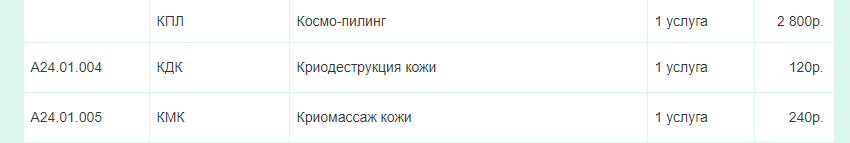 КПЛ Космо-пилинг 1 услуга 2 800р.
A24.01.004 КДК Криодеструкция кожи 1 услуга 120р.
A24.01.005 КМК Криомассаж кожи 1 услуга 240р.